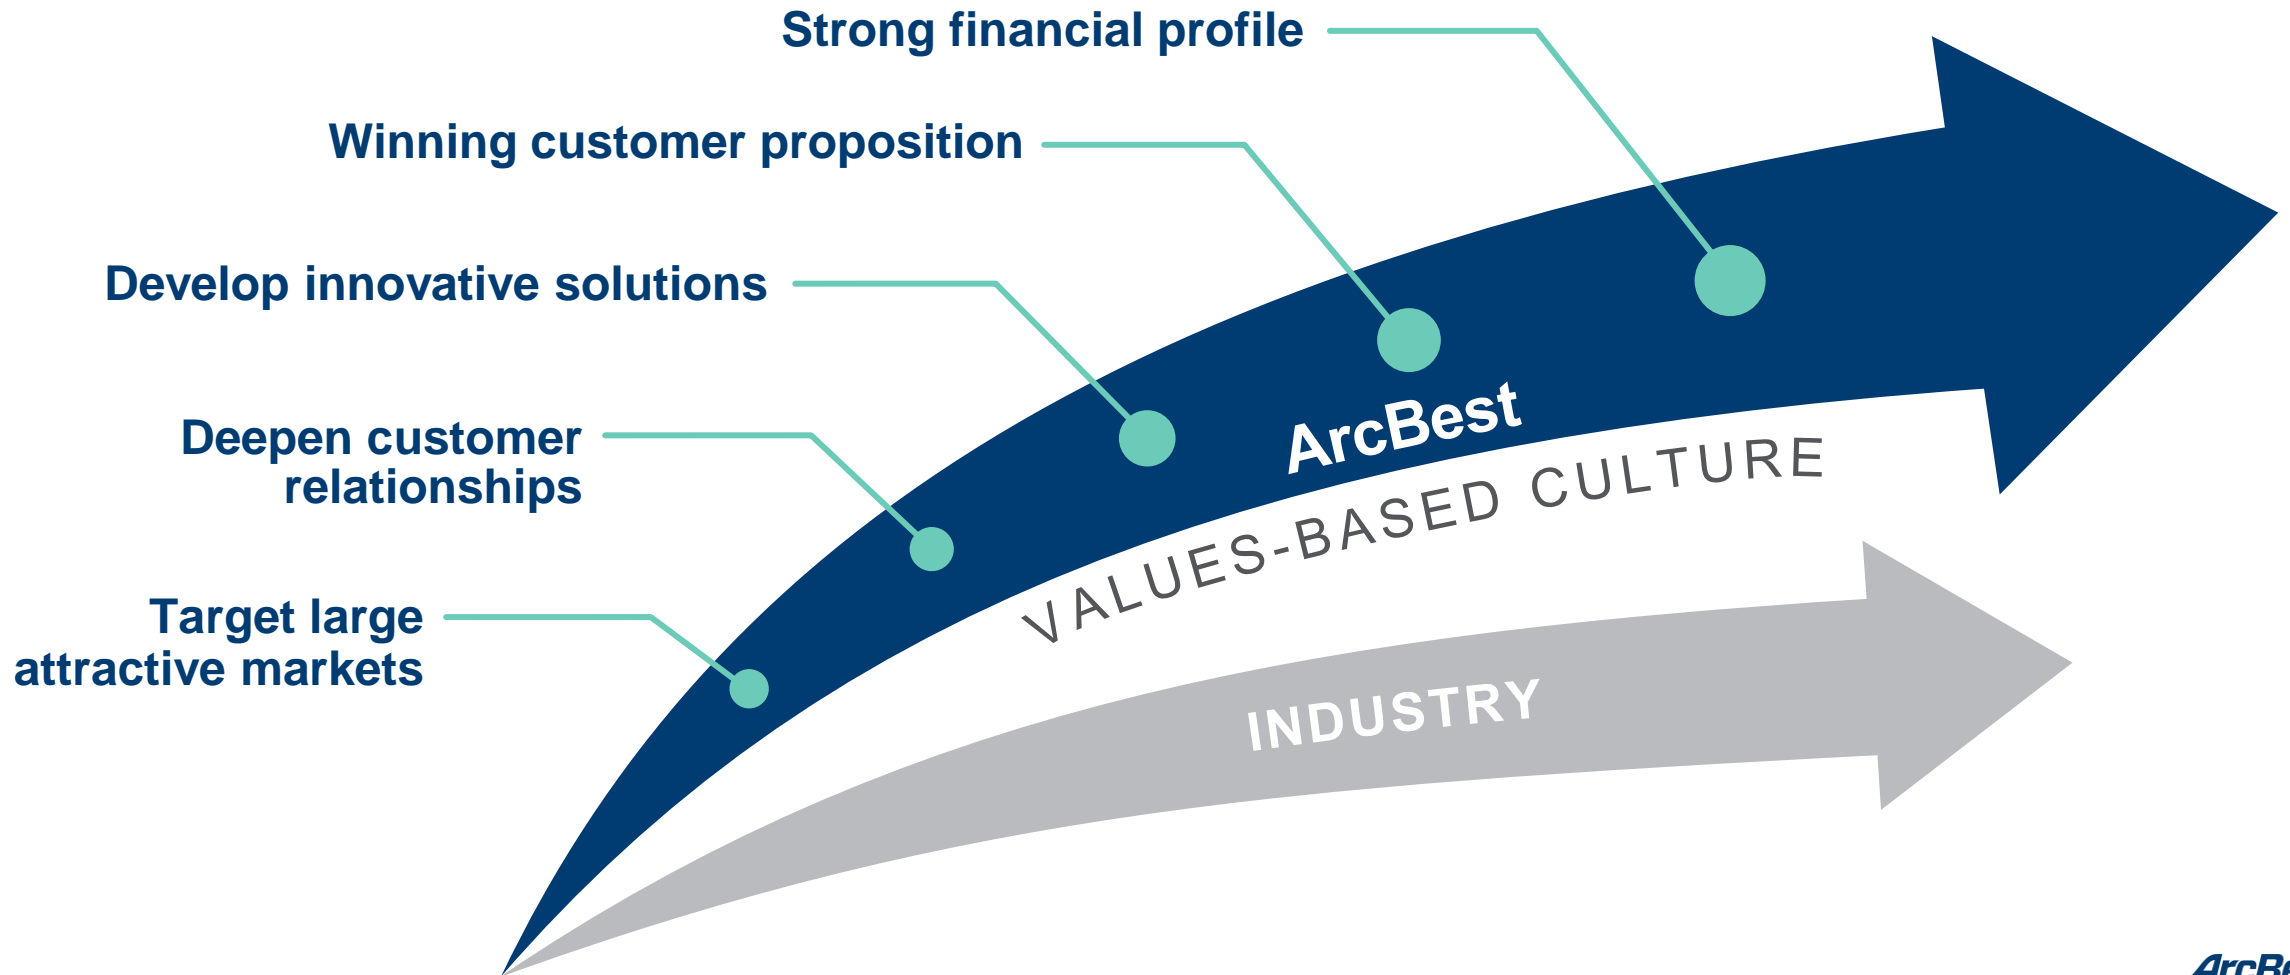 Strong financial profile
Winning customer proposition
Develop innovative solutions
Deepen customer
relationships
Target large
attractive markets
ArcBest
VALUES-BASED CULTURE
INDUSTRY